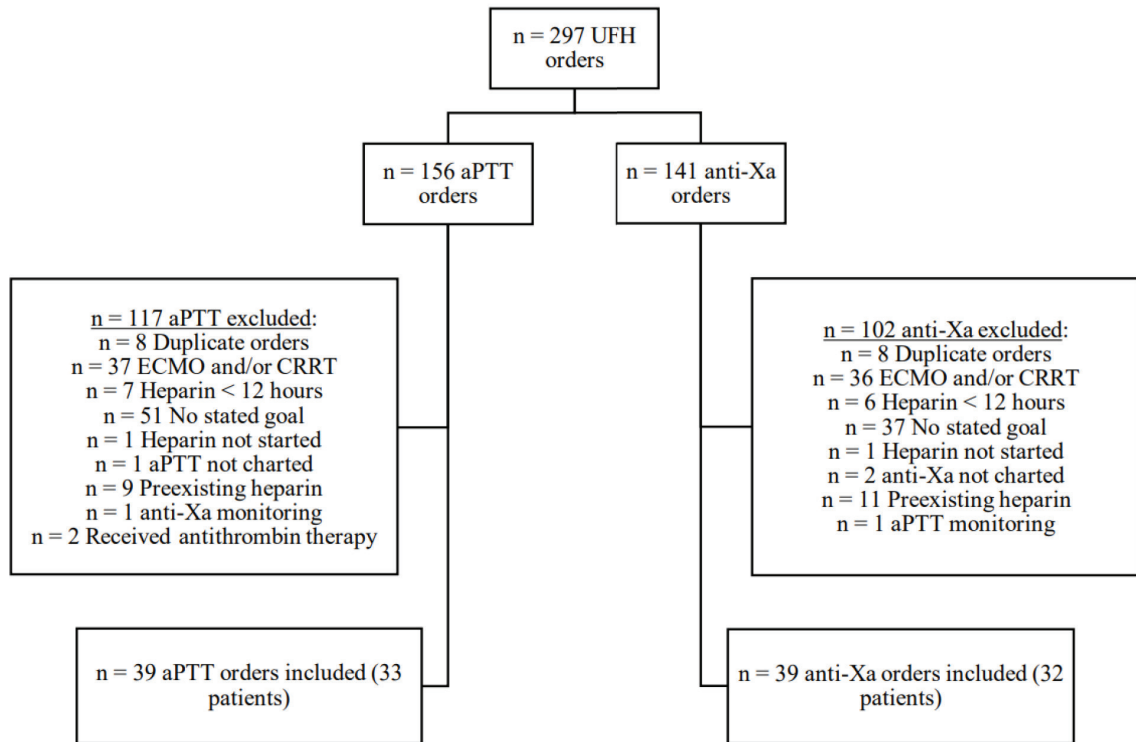 n = 297 UFH
orders
n = 156 aPTT
orders
n = 141 anti-Xa
orders
n = 117 aPTT excluded:
n = 8 Duplicate orders
n = 37 ECMO and/or CRRT
n = 7 Heparin < 12 hours
n = 51 No stated goal
n = 1 Heparin not started
n = 1 aPTT not charted
n = 9 Preexisting heparin
n = 1 anti-Xa monitoring
n = 2 Received antithrombin therapy
n = 102 anti-Xa excluded:
n = 8 Duplicate orders
n = 36 ECMO and/or CRRT
n = 6 Heparin < 12 hours
n = 37 No stated goal
n = 1 Heparin not started
n = 2 anti-Xa not charted
n = 11 Preexisting heparin
n = 1 aPTT monitoring
n = 39 aPTT orders included (33
patients)
n = 39 anti-Xa orders included (32
patients)